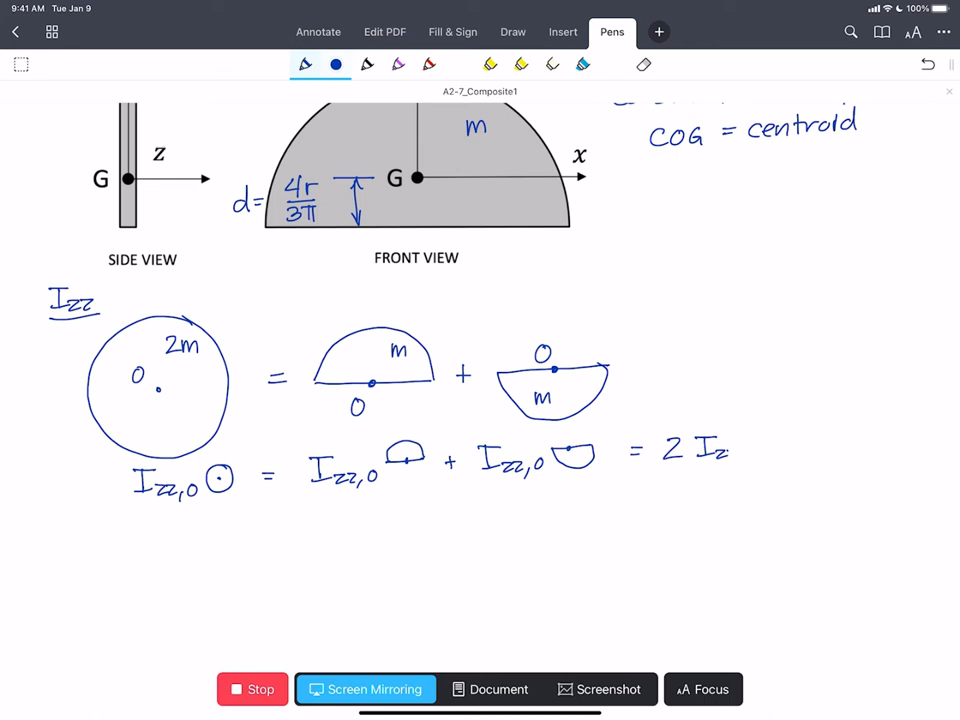 9:41 AM Tue Jan 9 100%
Annotate Edit PDF Fill & Sign Draw Insert Pens + AA
A2-7_Composite1
m
COG = centroid
z
x
G
d= 4r/3π
G
SIDE VIEW
FRONT VIEW
Izz
2m
O
=
m
O
+
O
m
Izz,O = Izz,O + Izz,O = 2 Iz
Stop Screen Mirroring Document Screenshot AA Focus